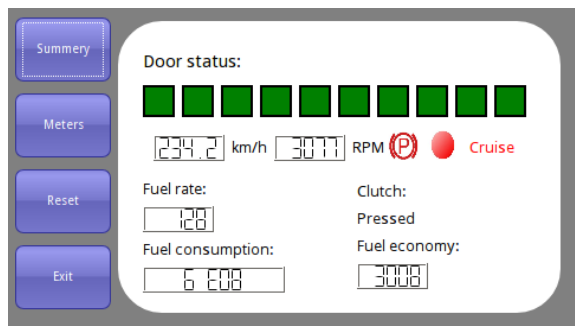 Summery
Meters
Reset
Exit
Door status:
234.2 km/h 3077 RPM (P) Cruise
Fuel rate:
128
Clutch:
Pressed
Fuel consumption:
6 E08
Fuel economy:
3008